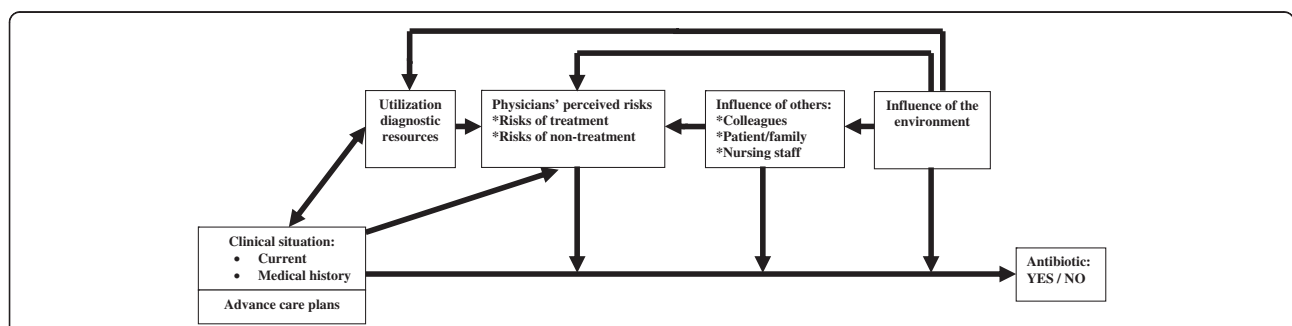 Utilization
diagnostic
resources
Physicians' perceived risks
*Risks of treatment
*Risks of non-treatment
Influence of others:
*Colleagues
*Patient/family
*Nursing staff
Influence of the
environment
Clinical situation:
• Current
• Medical history
Advance care plans
Antibiotic:
YES / NO